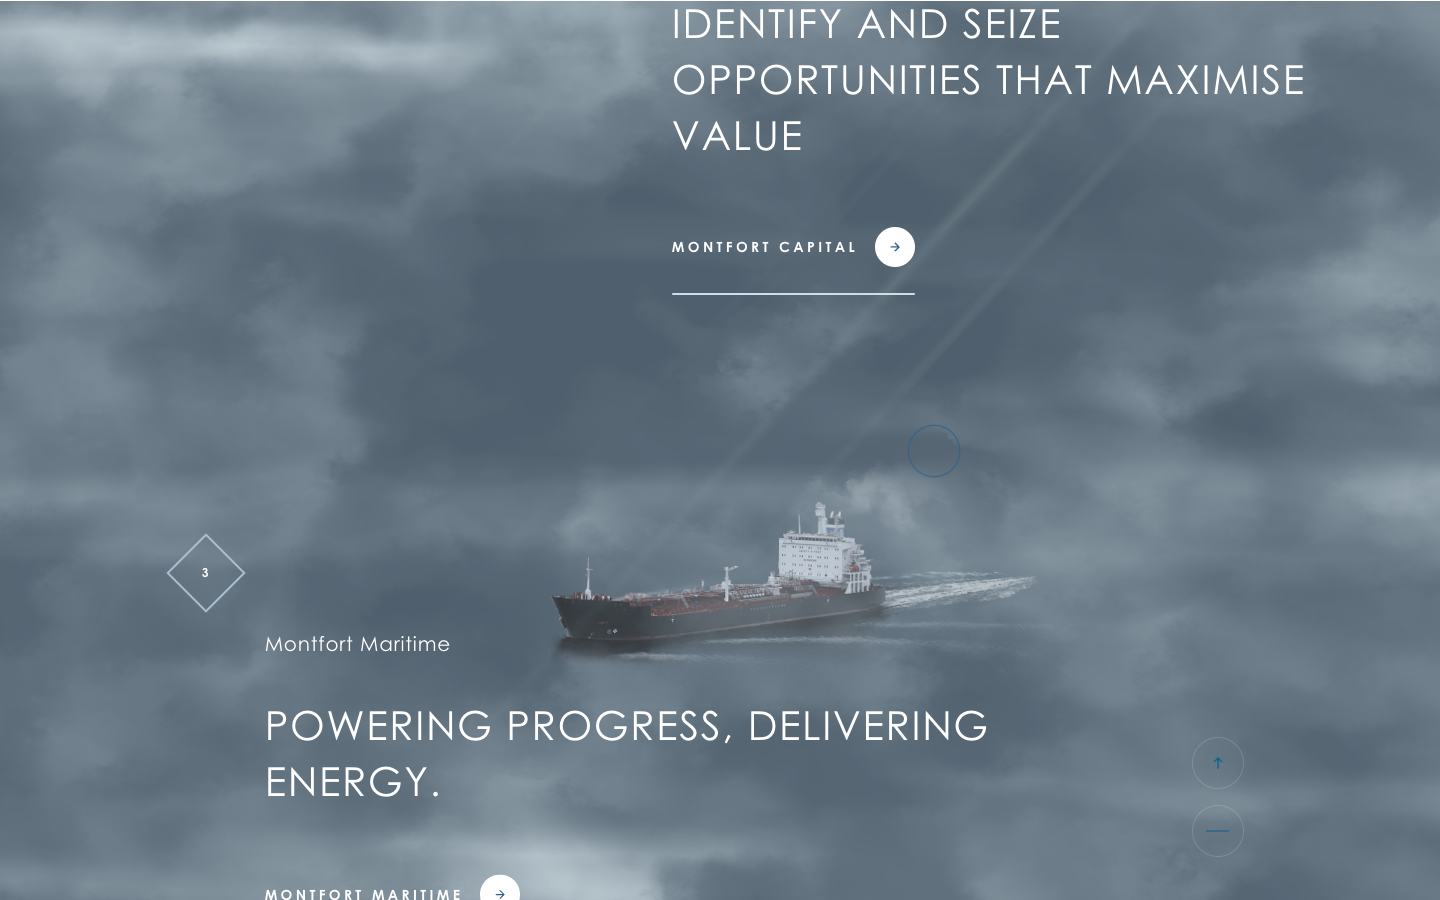 IDENTIFY AND SEIZE
OPPORTUNITIES THAT MAXIMISE
VALUE
MONTFORT CAPITAL
3
Montfort Maritime
POWERING PROGRESS, DELIVERING
ENERGY.
MONTFORT MARITIME